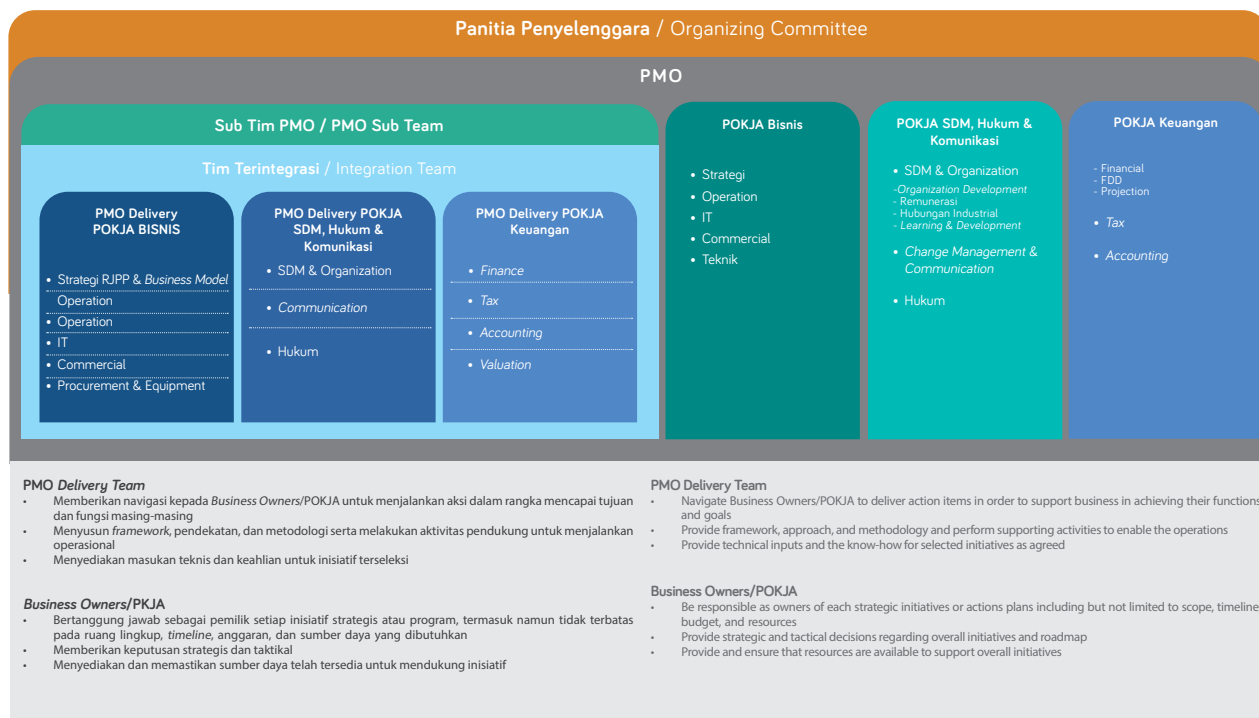 Panitia Penyelenggara / Organizing Committee
PMO
Sub Tim PMO / PMO Sub Team
Tim Terintegrasi / Integration Team
PMO Delivery
POKJA BISNIS
• Strategi RJPP & Business Model
Operation
• Operation
• IT
• Commercial
• Procurement & Equipment
PMO Delivery POKJA
SDM, Hukum &
Komunikasi
• SDM & Organization
• Communication
• Hukum
PMO Delivery POKJA
Keuangan
• Finance
• Tax
• Accounting
• Valuation
POKJA Bisnis
• Strategi
• Operation
• IT
• Commercial
• Teknik
POKJA SDM, Hukum &
Komunikasi
• SDM & Organization
-Organization Development
- Remunerasi
- Hubungan Industrial
- Learning & Development
• Change Management &
Communication
• Hukum
POKJA Keuangan
- Financial
- FDD
- Projection
• Tax
• Accounting
PMO Delivery Team
• Memberikan navigasi kepada Business Owners/POKJA untuk menjalankan aksi dalam rangka mencapai tujuan
dan fungsi masing-masing
• Menyusun framework, pendekatan, dan metodologi serta melakukan aktivitas pendukung untuk menjalankan
operasional
• Menyediakan masukan teknis dan keahlian untuk inisiatif terseleksi
Business Owners/PKJA
• Bertanggung jawab sebagai pemilik setiap inisiatif strategis atau program, termasuk namun tidak terbatas
pada ruang lingkup, timeline, anggaran, dan sumber daya yang dibutuhkan
• Memberikan keputusan strategis dan taktikal
• Menyediakan dan memastikan sumber daya telah tersedia untuk mendukung inisiatif
PMO Delivery Team
• Navigate Business Owners/POKJA to deliver action items in order to support business in achieving their functions
and goals
• Provide framework, approach, and methodology and perform supporting activities to enable the operations
• Provide technical inputs and the know-how for selected initiatives as agreed
Business Owners/POKJA
• Be responsible as owners of each strategic initiatives or actions plans including but not limited to scope, timeline
budget, and resources
• Provide strategic and tactical decisions regarding overall initiatives and roadmap
• Provide and ensure that resources are available to support overall initiatives